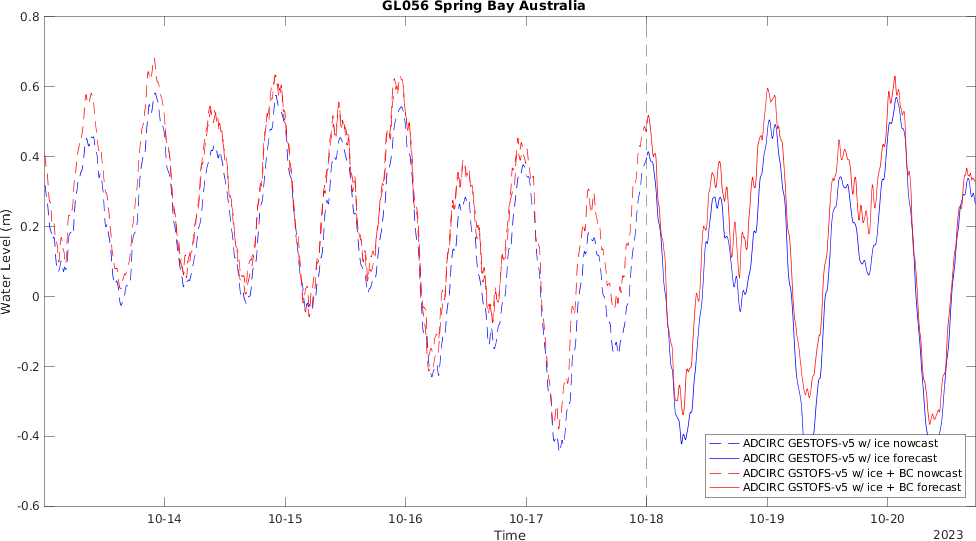 GL056 Spring Bay Australia
0.8
0.6
0.4
0.2
0
-0.2
-0.4
-0.6
Water Level (m)
ADCIRC GESTOFS-v5 w/ ice nowcast
ADCIRC GESTOFS-v5 w/ ice forecast
ADCIRC GSTOFS-v5 w/ ice + BC nowcast
ADCIRC GSTOFS-v5 w/ ice + BC forecast
10-14 10-15 10-16 10-17 10-18 10-19 10-20
Time
2023